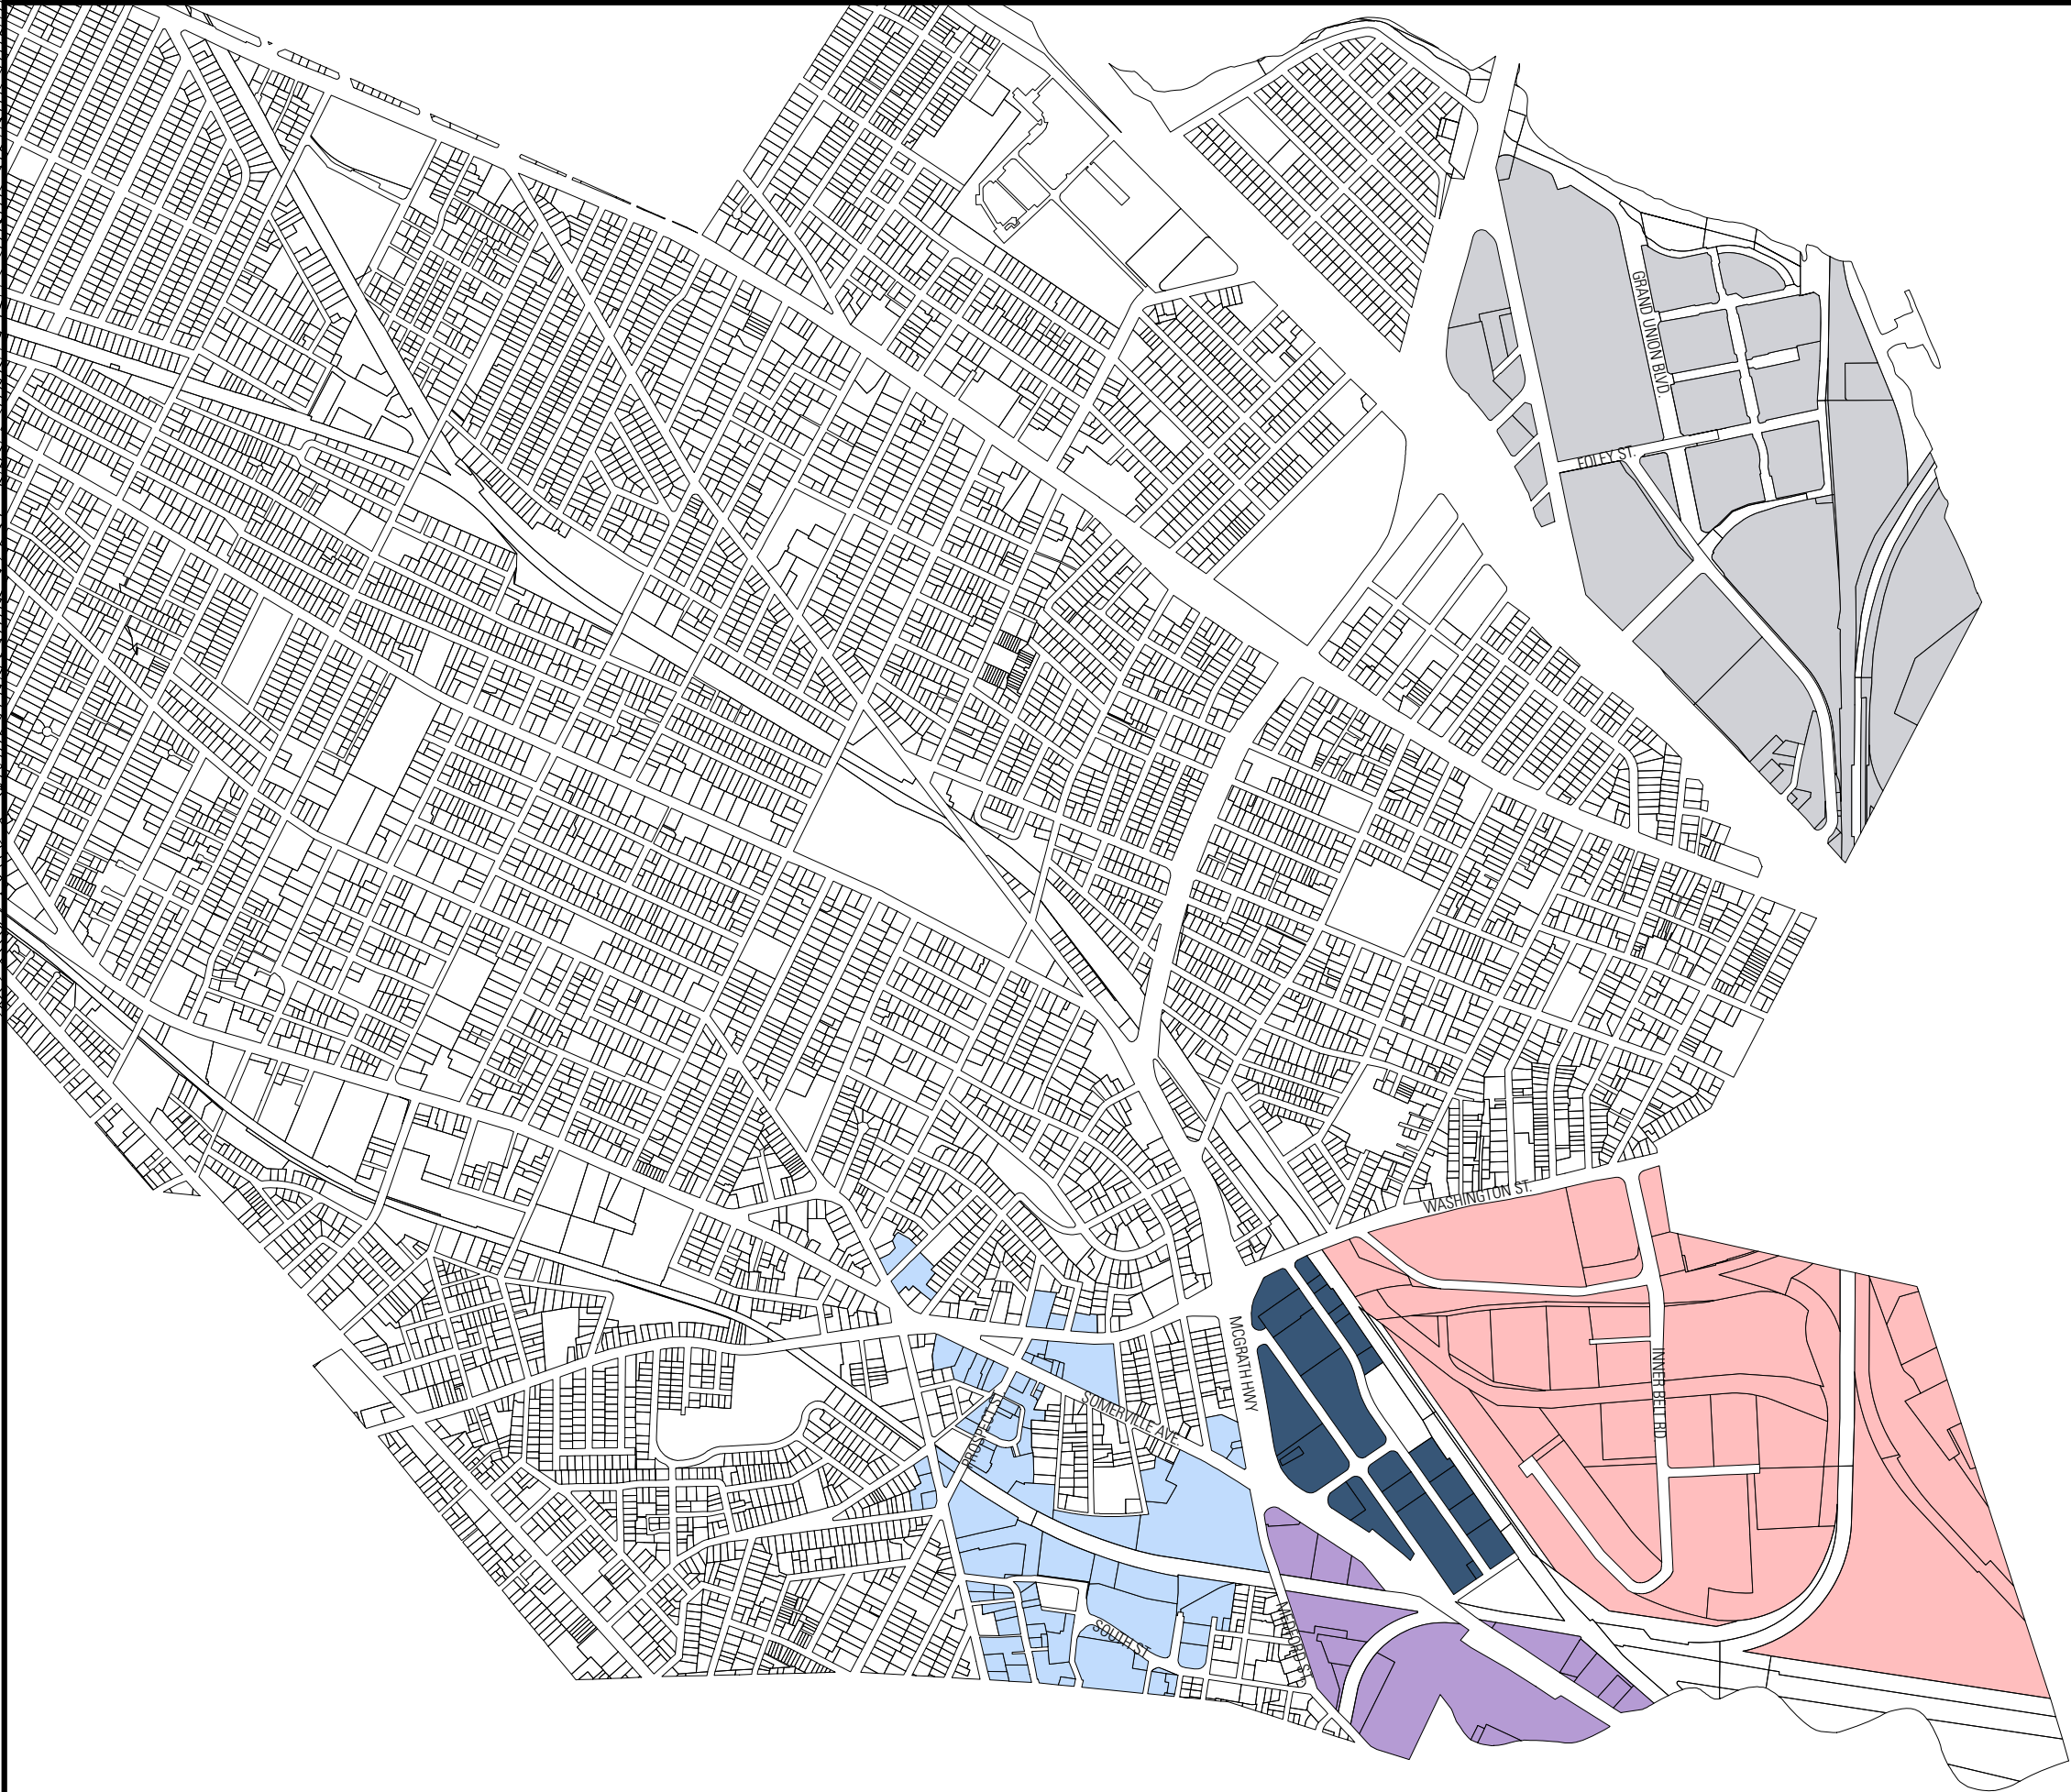 GRAND UNION BLVD.
FOLEY ST.
WASHINGTON ST.
MCGRATH HWY
INNER BELT RD
SOMERVILLE AVE.
PROSPECT ST.
SOUTH ST.
MEDFORD ST.